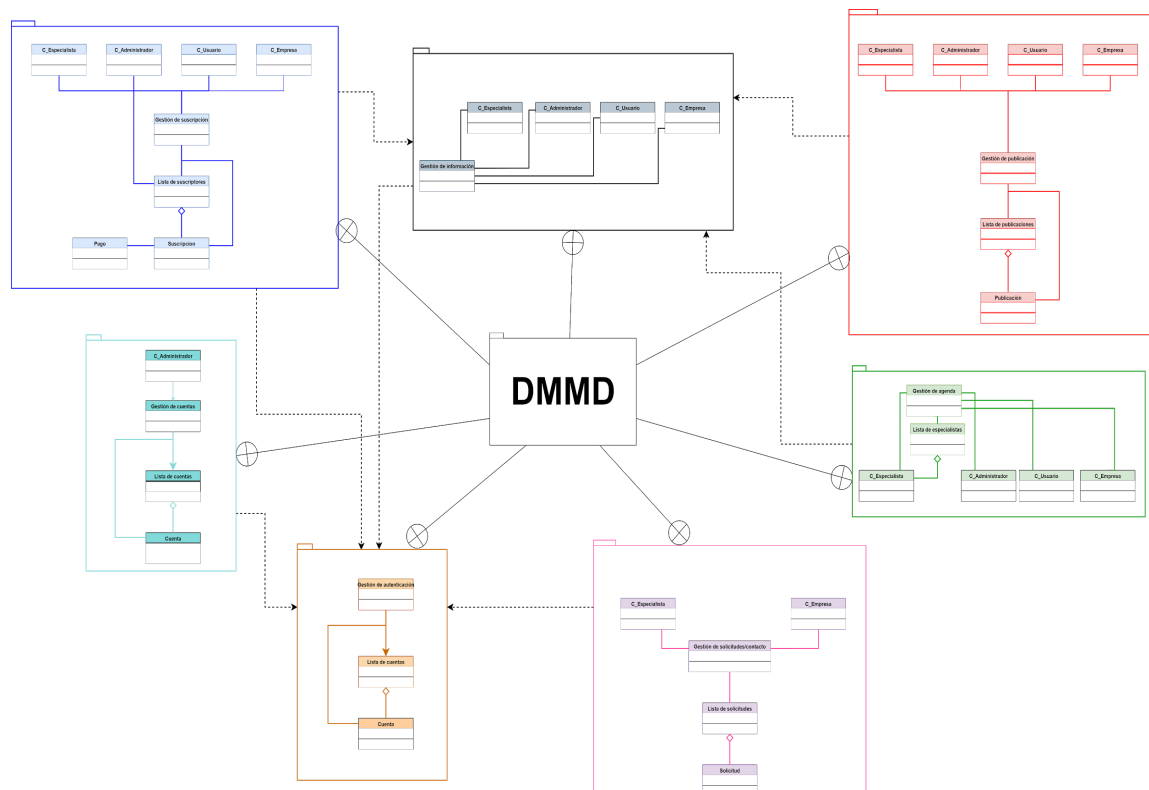 C_Especialista
C_Administrador
C_Usuario
C_Empresa
Gestión de suscripcion
Lista de suscriptores
Pago
Suscripcion
C_Especialista
C_Administrador
C_Usuario
C_Empresa
Gestión de información
C_Especialista
C_Administrador
C_Usuario
C_Empresa
Gestión de publicación
Lista de publicaciones
Publicación
C_Administrador
Gestión de cuentas
Lista de cuentas
Cuenta
DMMD
Gestión de agenda
Lista de especialistas
C_Especialista
C_Administrador
C_Usuario
C_Empresa
Gestión de autenticación
Lista de cuentas
Cuenta
C_Especialista
C_Empresa
Gestión de solicitudes/contacto
Lista de solicitudes
Solicitud